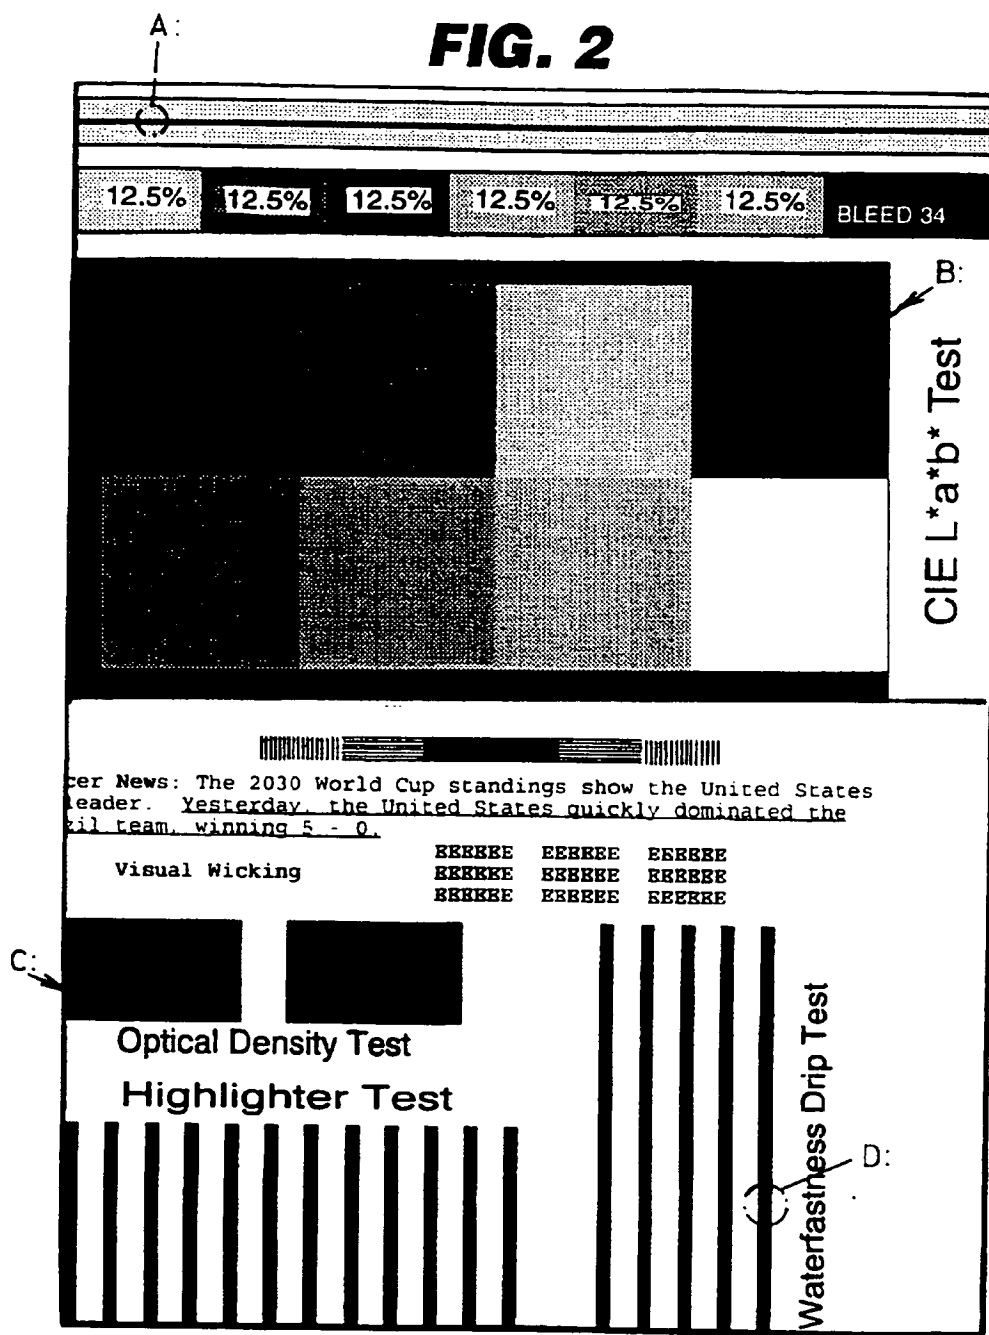 A:
FIG. 2
12.5% 12.5% 12.5% 12.5% 12.5% 12.5% BLEED 34
B:
CIE L*a*b* Test
cer News: The 2030 World Cup standings show the United States
leader. Yesterday, the United States quickly dominated the
zil team, winning 5 - 0.
Visual Wicking
EEEEEE EEEEEE EEEEEE
EEEEEE EEEEEE EEEEEE
EEEEEE EEEEEE EEEEEE
C:
Optical Density Test
Highlighter Test
Waterfastness Drip Test
D: